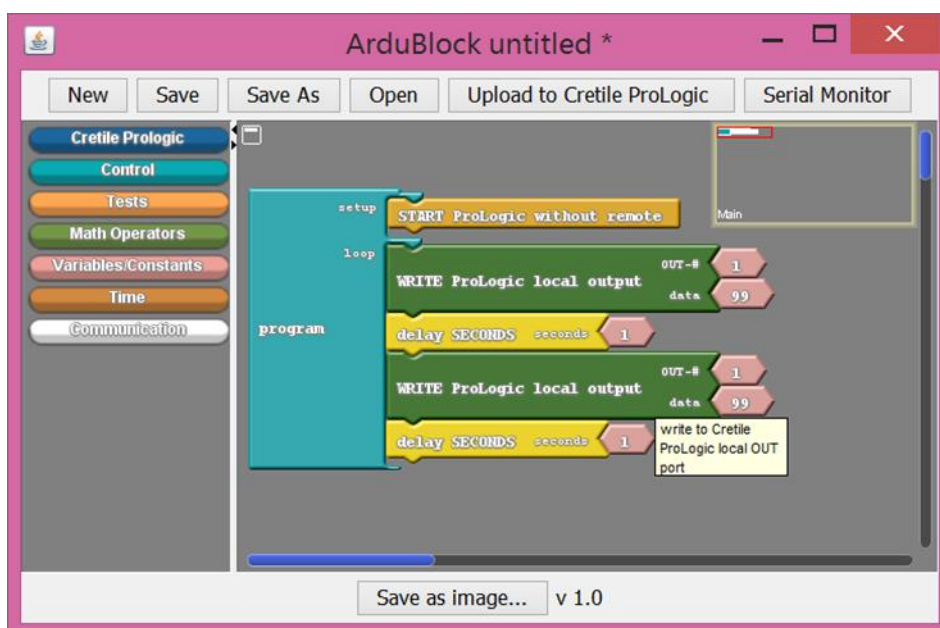 ArduBlock untitled *
New Save Save As Open Upload to Cretile ProLogic Serial Monitor
Cretile Prologic
Control
Tests
Math Operators
Variables/Constants
Time
Communication
Main
program
setup
START ProLogic without remote
loop
WRITE ProLogic local output OUT-# 1
data 99
delay SECONDS seconds 1
WRITE ProLogic local output OUT-# 1
data 99
delay SECONDS seconds 1
write to Cretile
ProLogic local OUT
port
Save as image... v 1.0